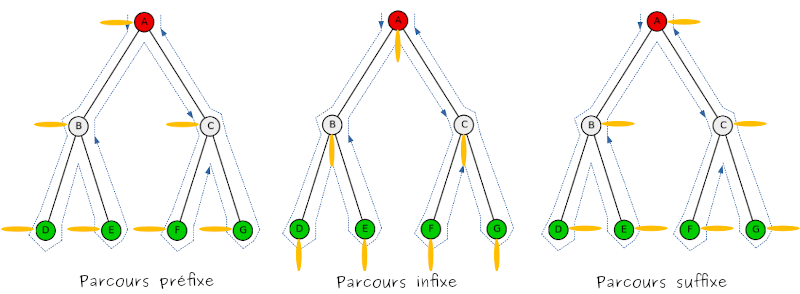 A A A
B C B C B C
D E F G D E F G D E F G
Parcours préfixe Parcours infixe Parcours suffixe